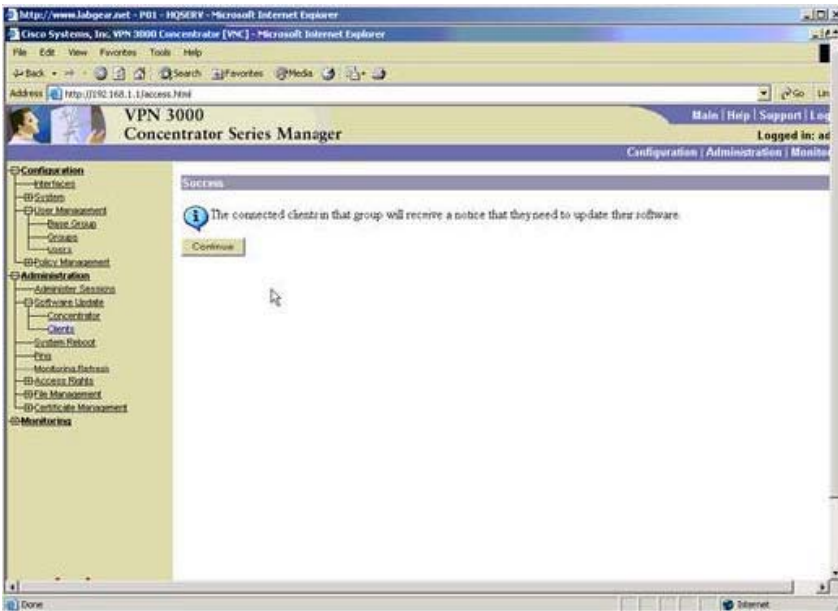 http://www.labgear.net - P01 - HQSERV - Microsoft Internet Explorer
Cisco Systems, Inc. VPN 3000 Concentrator [VNC] - Microsoft Internet Explorer
File Edit View Favorites Tools Help
Back Search Favorites Media
Address http://192.168.1.1/access.html Go Lin
VPN 3000
Concentrator Series Manager
Main | Help | Support | Log
Logged in: ad
Configuration | Administration | Monito
Configuration
Interfaces
System
User Management
Base Group
Groups
Users
Policy Management
Administration
Administer Sessions
Software Update
Concentrator
Clients
System Reboot
Ping
Monitoring Refresh
Access Rights
File Management
Certificate Management
Monitoring
Success
The connected clients in that group will receive a notice that they need to update their software.
Continue
Done
Internet